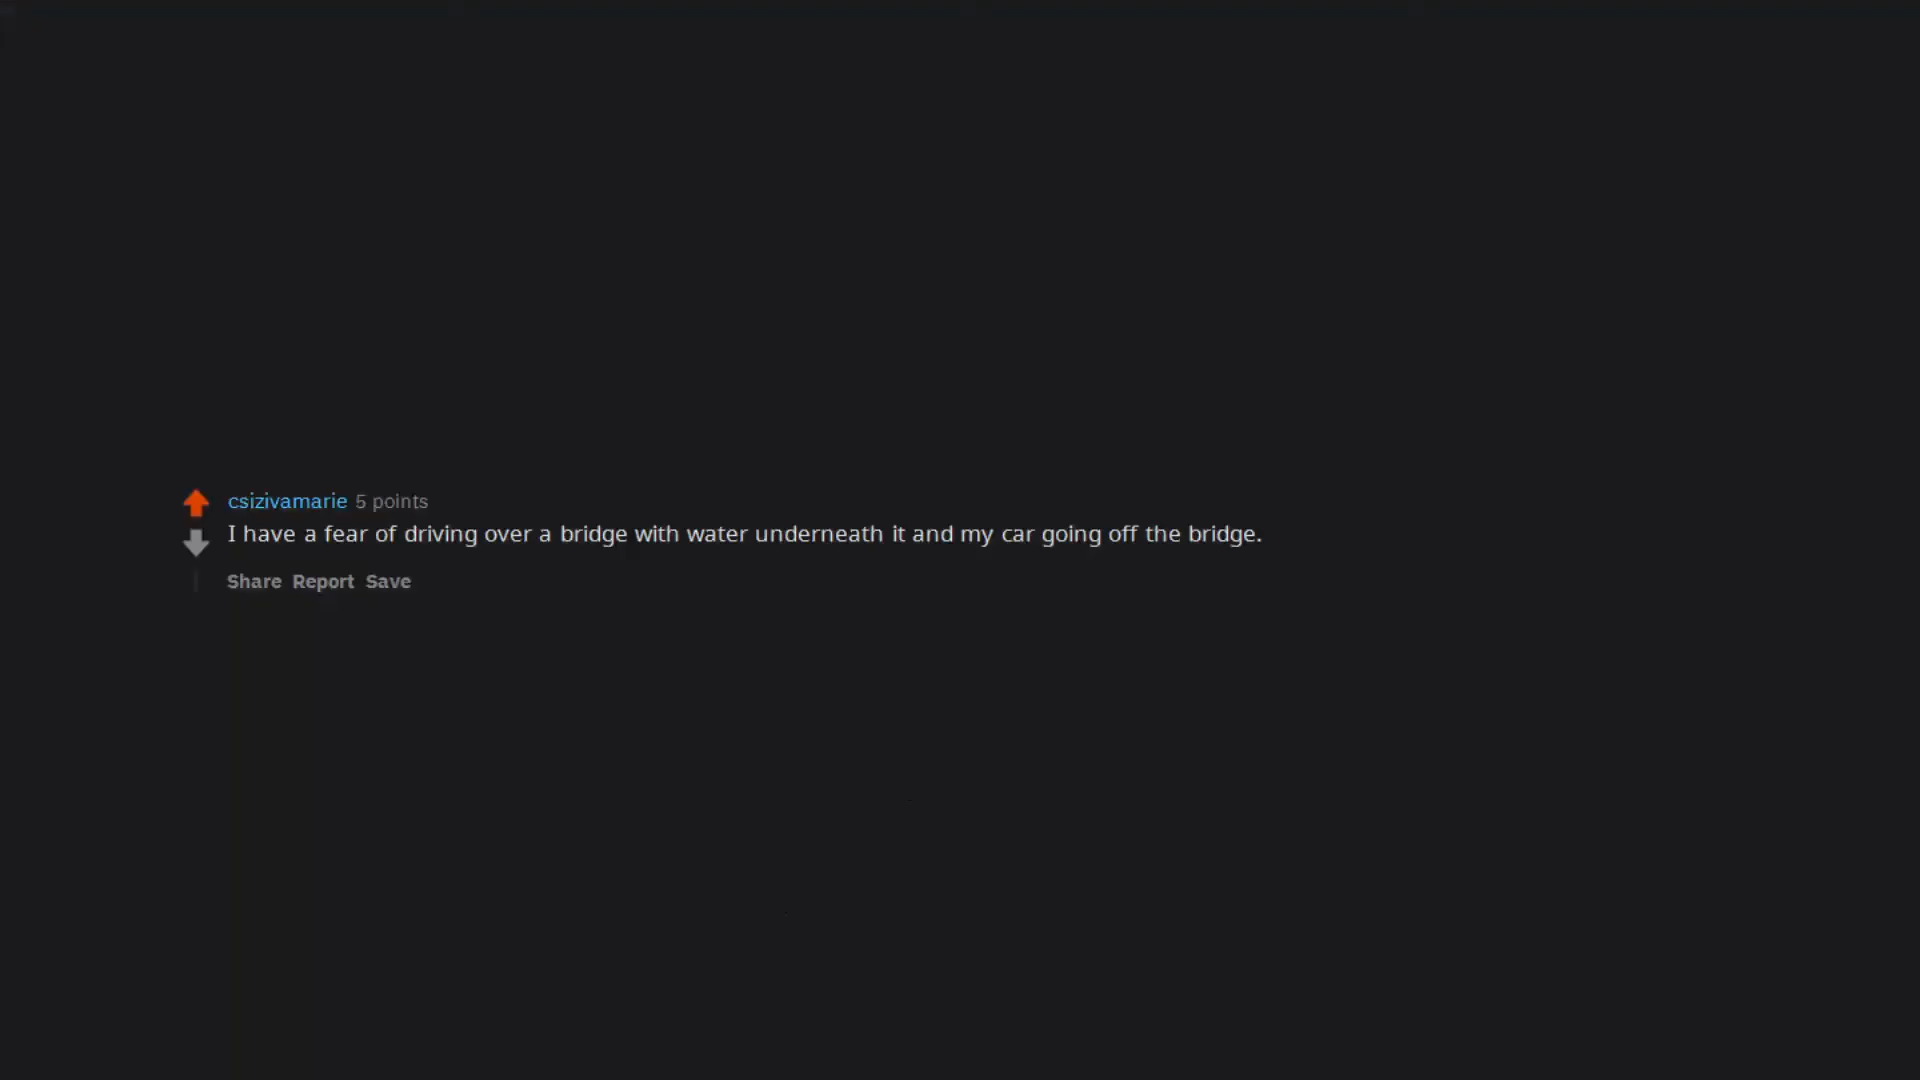 csizivamarie 5 points
I have a fear of driving over a bridge with water underneath it and my car going off the bridge.
Share Report Save